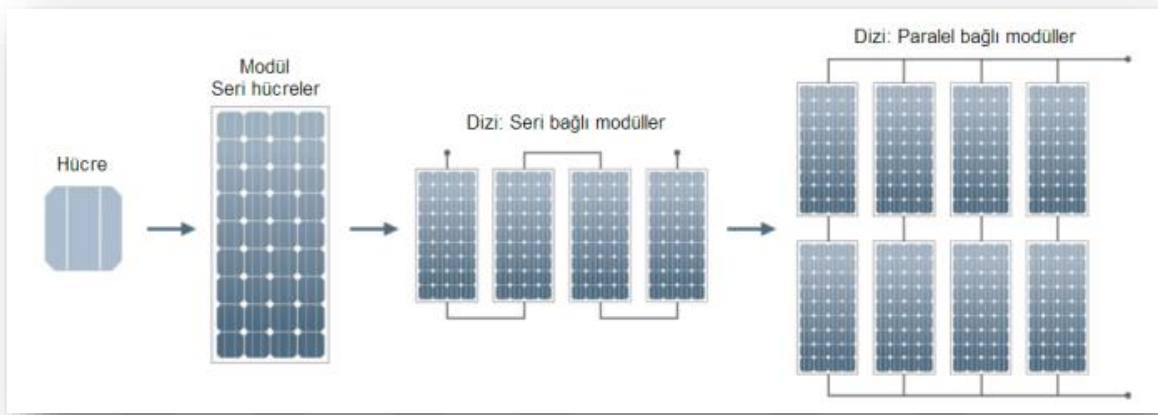 Hücre
Modül
Seri hücreler
Dizi: Seri bağlı modüller
Dizi: Paralel bağlı modüller